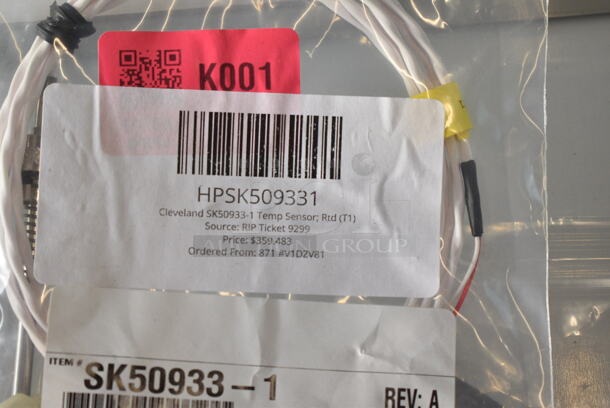 K001
HPSK509331
Cleveland SK50933-1 Temp Sensor; Rtd (T1)
Source: RIP Ticket 9299
Price: $359.483
Ordered From: 871 #V1DZV81
ITEM #
SK50933-1
REV: A